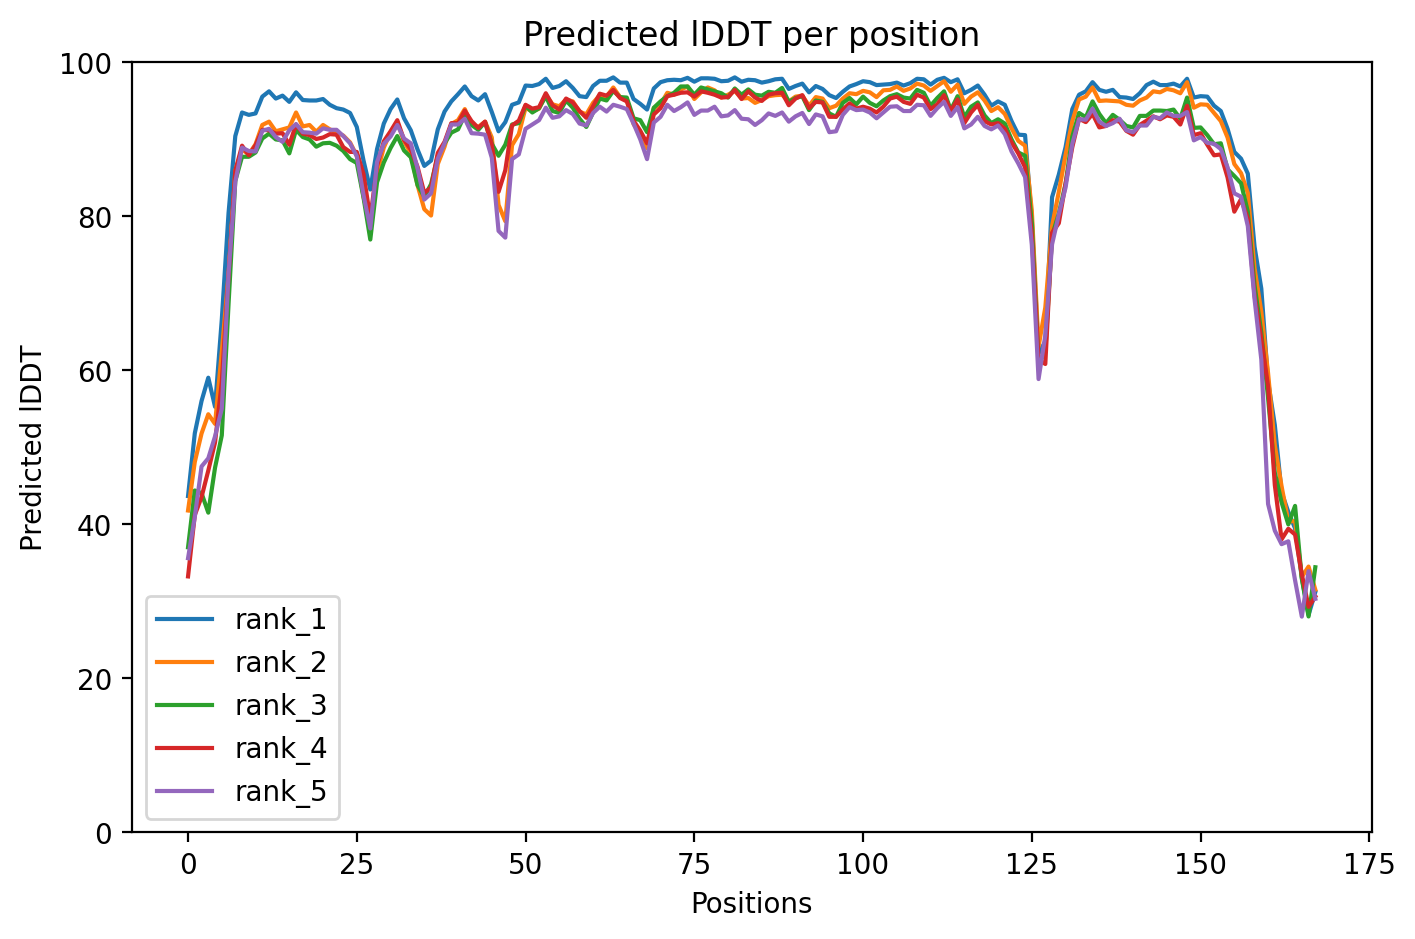 Predicted lDDT per position
Predicted lDDT
100
80
60
40
20
0
rank_1
rank_2
rank_3
rank_4
rank_5
0 25 50 75 100 125 150 175
Positions